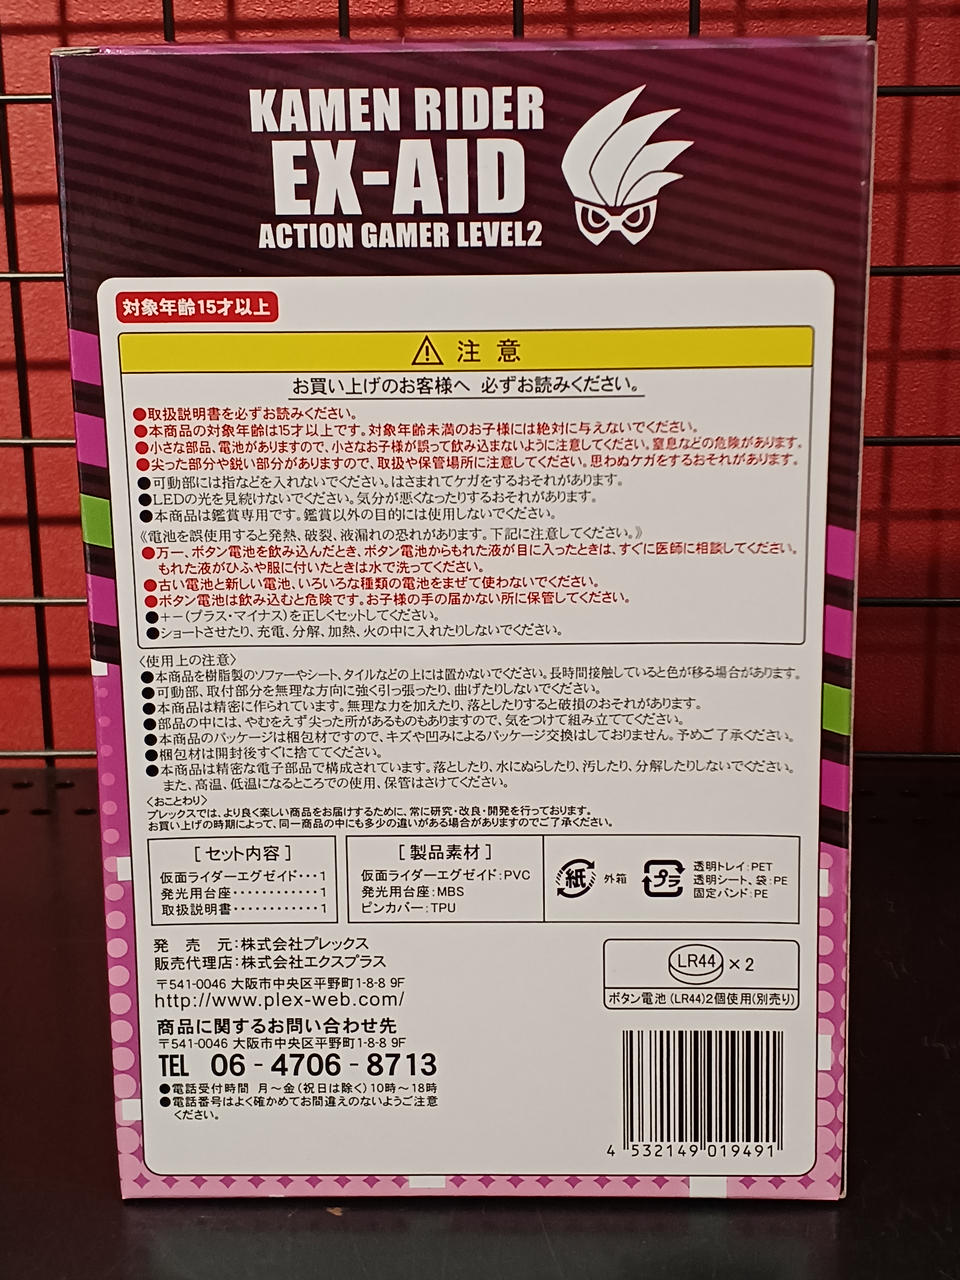 KAMEN RIDER
EX-AID
ACTION GAMER LEVEL2
対象年齢15才以上
注意
お買い上げのお客様へ 必ずお読みください。
●取扱説明書を必ずお読みください。
●本商品の対象年齢は15才以上です。対象年齢未満のお子様には絶対に与えないでください。
●小さな部品、電池がありますので、小さなお子様が誤って飲み込まないように注意してください。窒息などの危険があります。
●尖った部分や鋭い部分がありますので、取扱や保管場所に注意してください。思わぬケガをするおそれがあります。
●可動部には指などを入れないでください。はさまれてケガをするおそれがあります。
●LEDの光を見続けないでください。気分が悪くなったりするおそれがあります。
●本商品は鑑賞専用です。鑑賞以外の目的には使用しないでください。
《電池を誤使用すると発熱、破裂、液漏れの恐れがあります。下記に注意してください。》
●万一、ボタン電池を飲み込んだとき、ボタン電池からもれた液が目に入ったときは、すぐに医師に相談してください。
もれた液がひふや服に付いたときは水で洗ってください。
●古い電池と新しい電池、いろいろな種類の電池をまぜて使わないでください。
●ボタン電池は飲み込むと危険です。お子様の手の届かない所に保管してください。
●+−(プラス・マイナス)を正しくセットしてください。
●ショートさせたり、充電、分解、加熱、火の中に入れたりしないでください。
〈使用上の注意〉
●本商品を樹脂製のソファーやシート、タイルなどの上には置かないでください。長時間接触していると色が移る場合があります。
●可動部、取付部分を無理な方向に強く引っ張ったり、曲げたりしないでください。
●本商品は精密に作られています。無理な力を加えたり、落としたりすると破損のおそれがあります。
●部品の中には、やむをえず尖った所があるものもありますので、気をつけて組み立ててください。
●本商品のパッケージは梱包材ですので、キズや凹みによるパッケージ交換はしておりません。予めご了承ください。
●梱包材は開封後すぐに捨ててください。
●本商品は精密な電子部品で構成されています。落としたり、水にぬらしたり、汚したり、分解したりしないでください。
また、高温、低温になるところでの使用、保管はさけてください。
〈おことわり〉
プレックスでは、より良く楽しい商品をお届けするために、常に研究・改良・開発を行っております。
お買い上げの時期によって、同一商品の中にも多少の違いがある場合がありますのでご了承ください。
[セット内容]
仮面ライダーエグゼイド・・・1
発光用台座・・・・・・・・・・・・1
取扱説明書・・・・・・・・・・・・1
[製品素材]
仮面ライダーエグゼイド:PVC
発光用台座:MBS
ピンカバー:TPU
紙 外箱
プラ
透明トレイ:PET
透明シート、袋:PE
固定バンド:PE
発 売 元:株式会社プレックス
販売代理店:株式会社エクスプラス
〒541-0046 大阪市中央区平野町1-8-8 9F
http://www.plex-web.com/
LR44 ×2
ボタン電池(LR44)2個使用(別売り)
商品に関するお問い合わせ先
〒541-0046 大阪市中央区平野町1-8-8 9F
TEL 06-4706-8713
●電話受付時間 月〜金(祝日は除く)10時〜18時
●電話番号はよく確かめてお間違えのないようご注意
ください。
4 532149 019491